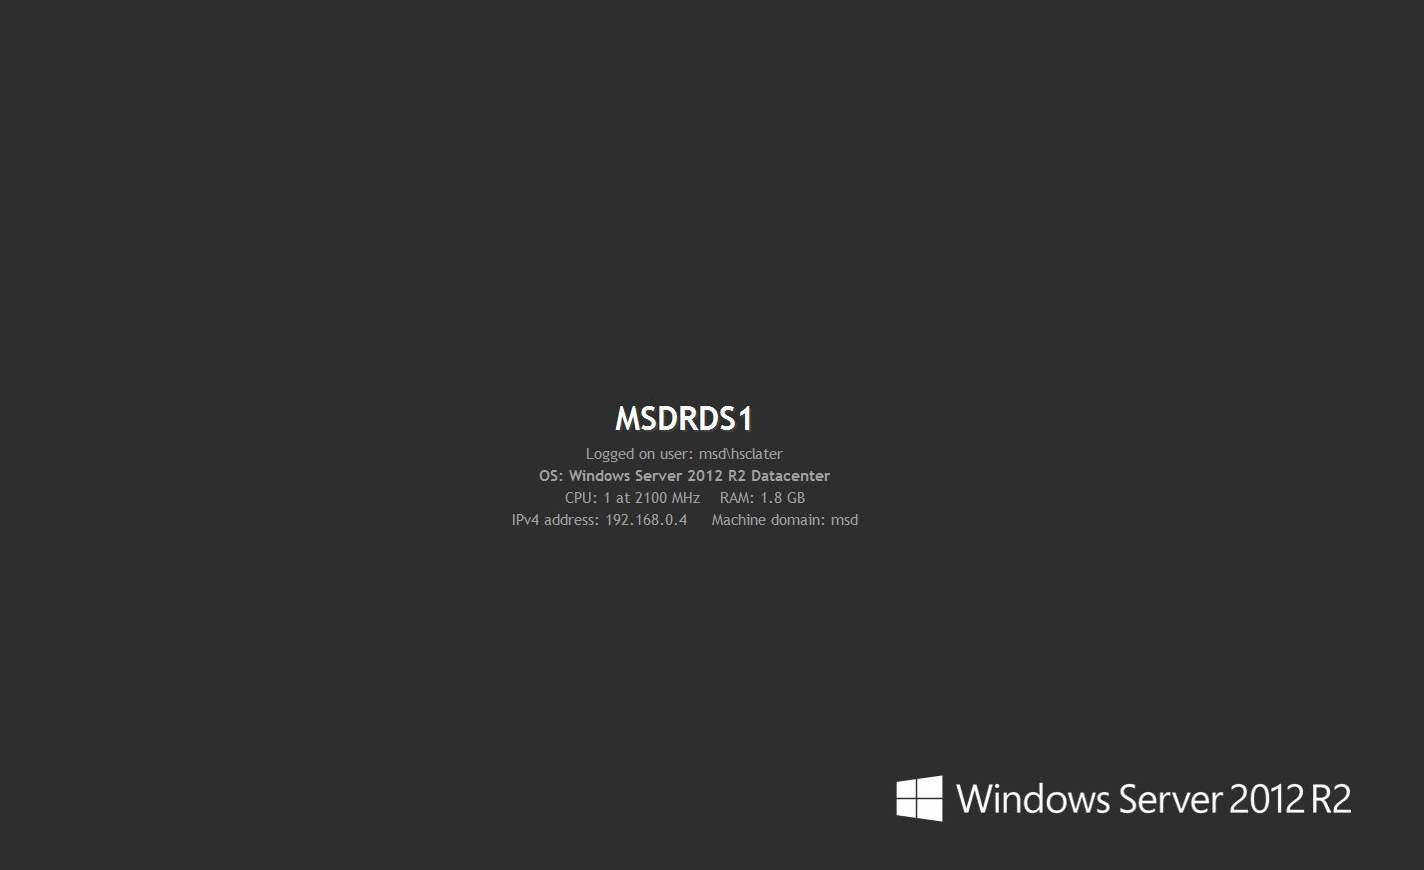 MSDRDS1
Logged on user: msd\hsclater
OS: Windows Server 2012 R2 Datacenter
CPU: 1 at 2100 MHz RAM: 1.8 GB
IPv4 address: 192.168.0.4 Machine domain: msd
Windows Server 2012 R2